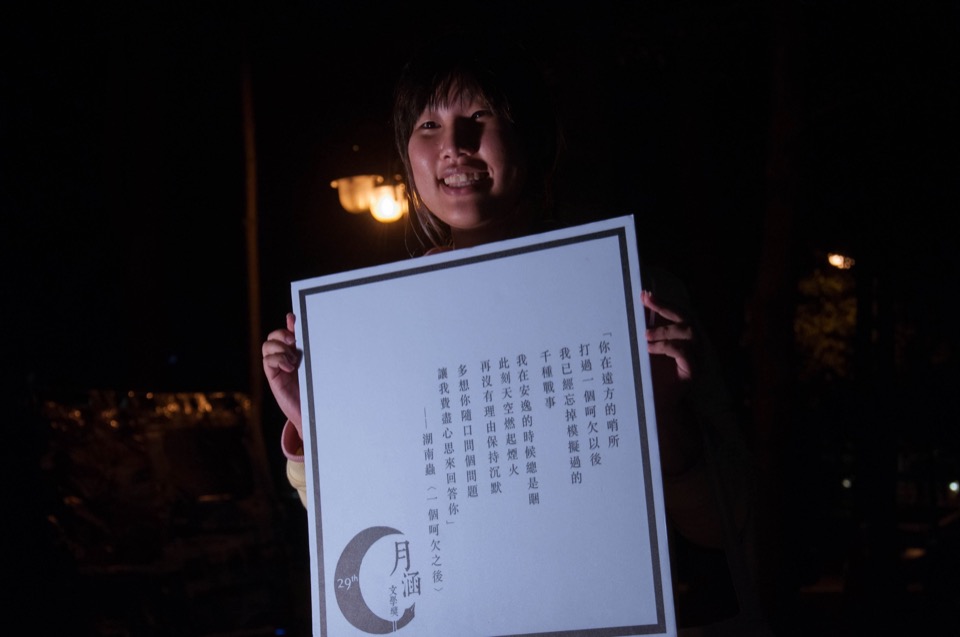 「你在遠方的哨所
打過一個呵欠以後
我已經忘掉模擬過的
千種戰事
我在安逸的時候總是睏
此刻天空燃起煙火
再沒有理由保持沉默
多想你隨口問個問題
讓我費盡心思來回答你」
——湖南蟲〈一個呵欠之後〉
29th
月涵
文學獎